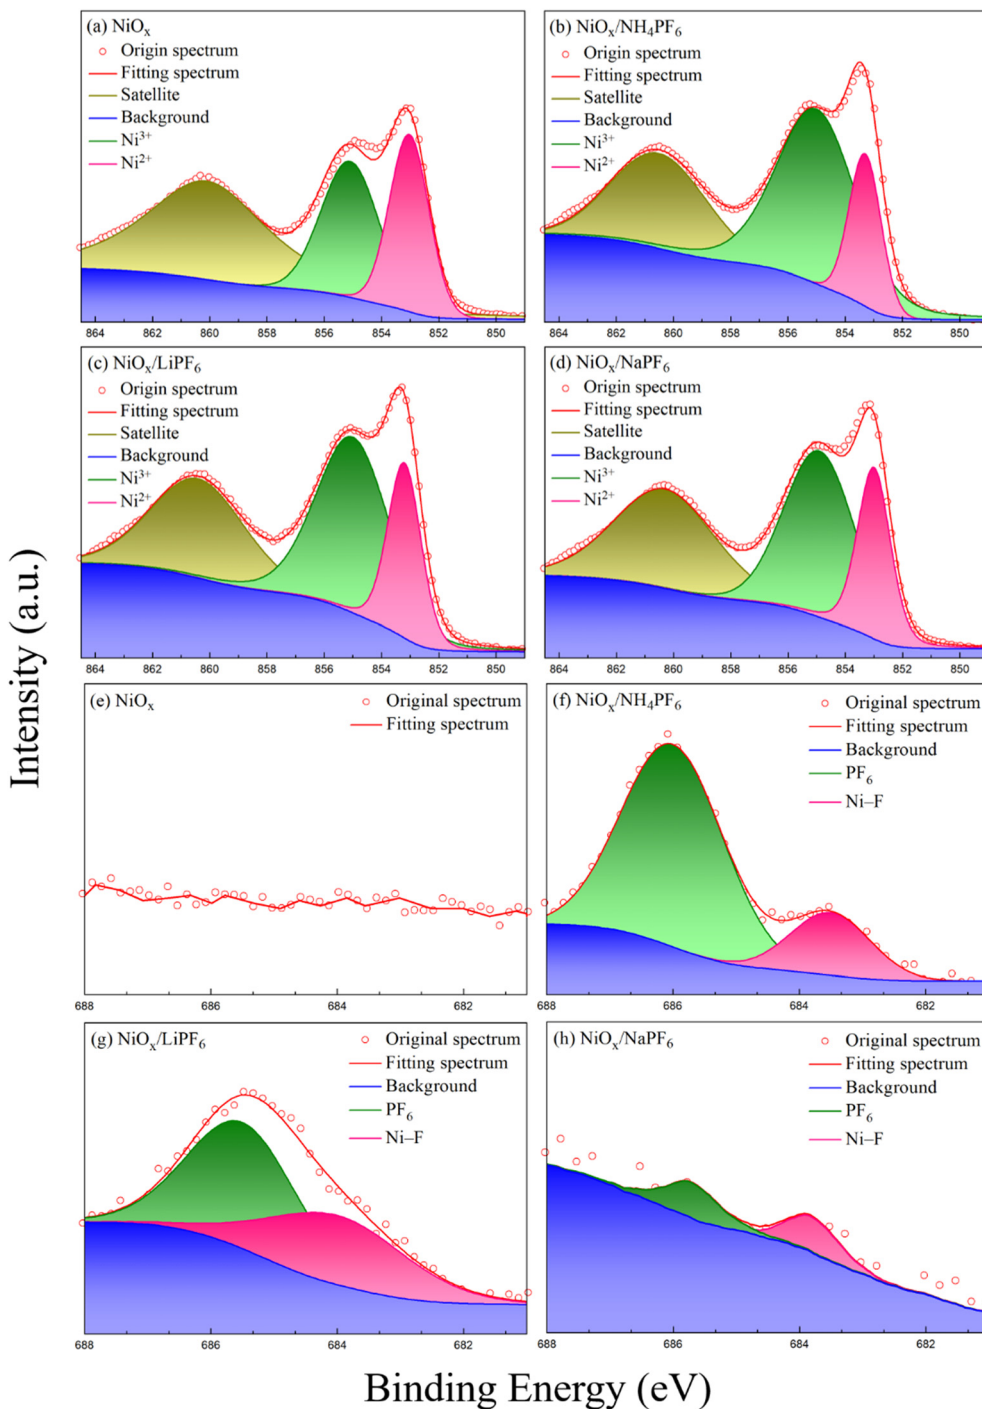 (a) NiOₓ
Origin spectrum
Fitting spectrum
Satellite
Background
Ni³⁺
Ni²⁺
864 862 860 858 856 854 852 850
(b) NiOₓ/NH₄PF₆
Origin spectrum
Fitting spectrum
Satellite
Background
Ni³⁺
Ni²⁺
864 862 860 858 856 854 852 850
(c) NiOₓ/LiPF₆
Origin spectrum
Fitting spectrum
Satellite
Background
Ni³⁺
Ni²⁺
864 862 860 858 856 854 852 850
(d) NiOₓ/NaPF₆
Origin spectrum
Fitting spectrum
Satellite
Background
Ni³⁺
Ni²⁺
864 862 860 858 856 854 852 850
Intensity (a.u.)
(e) NiOₓ
Original spectrum
Fitting spectrum
688 686 684 682
(f) NiOₓ/NH₄PF₆
Original spectrum
Fitting spectrum
Background
PF₆
Ni–F
688 686 684 682
(g) NiOₓ/LiPF₆
Original spectrum
Fitting spectrum
Background
PF₆
Ni–F
688 686 684 682
(h) NiOₓ/NaPF₆
Original spectrum
Fitting spectrum
Background
PF₆
Ni–F
688 686 684 682
Binding Energy (eV)